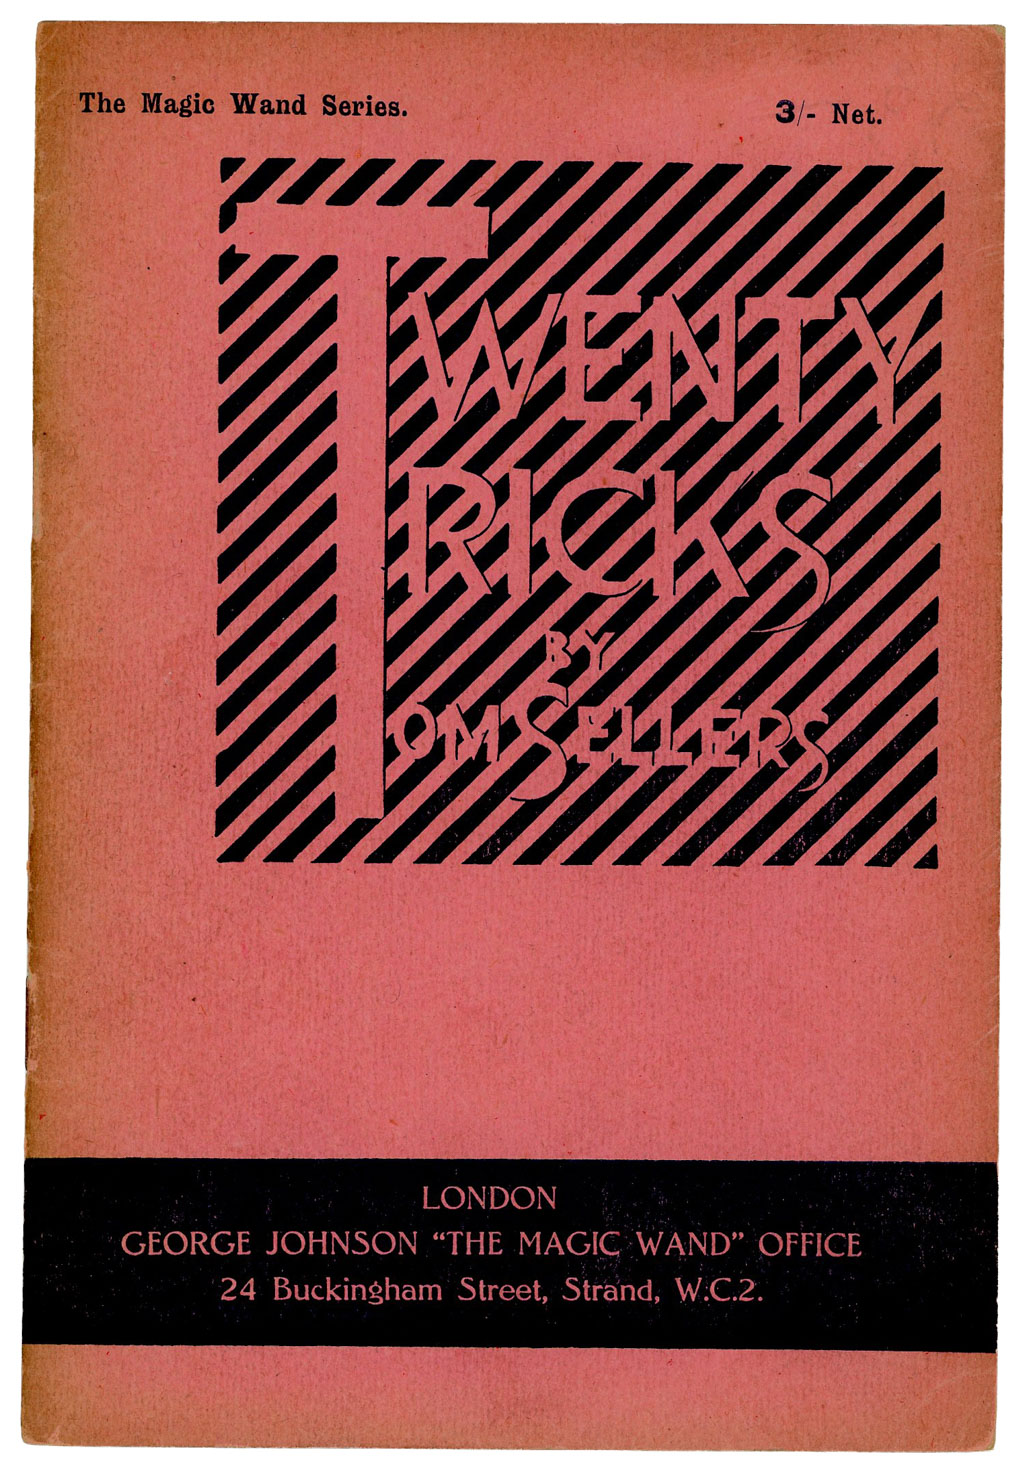 The Magic Wand Series.
3/- Net.
TWENTY
TRICKS
BY
TOM SELLERS
LONDON
GEORGE JOHNSON "THE MAGIC WAND" OFFICE
24 Buckingham Street, Strand, W.C.2.